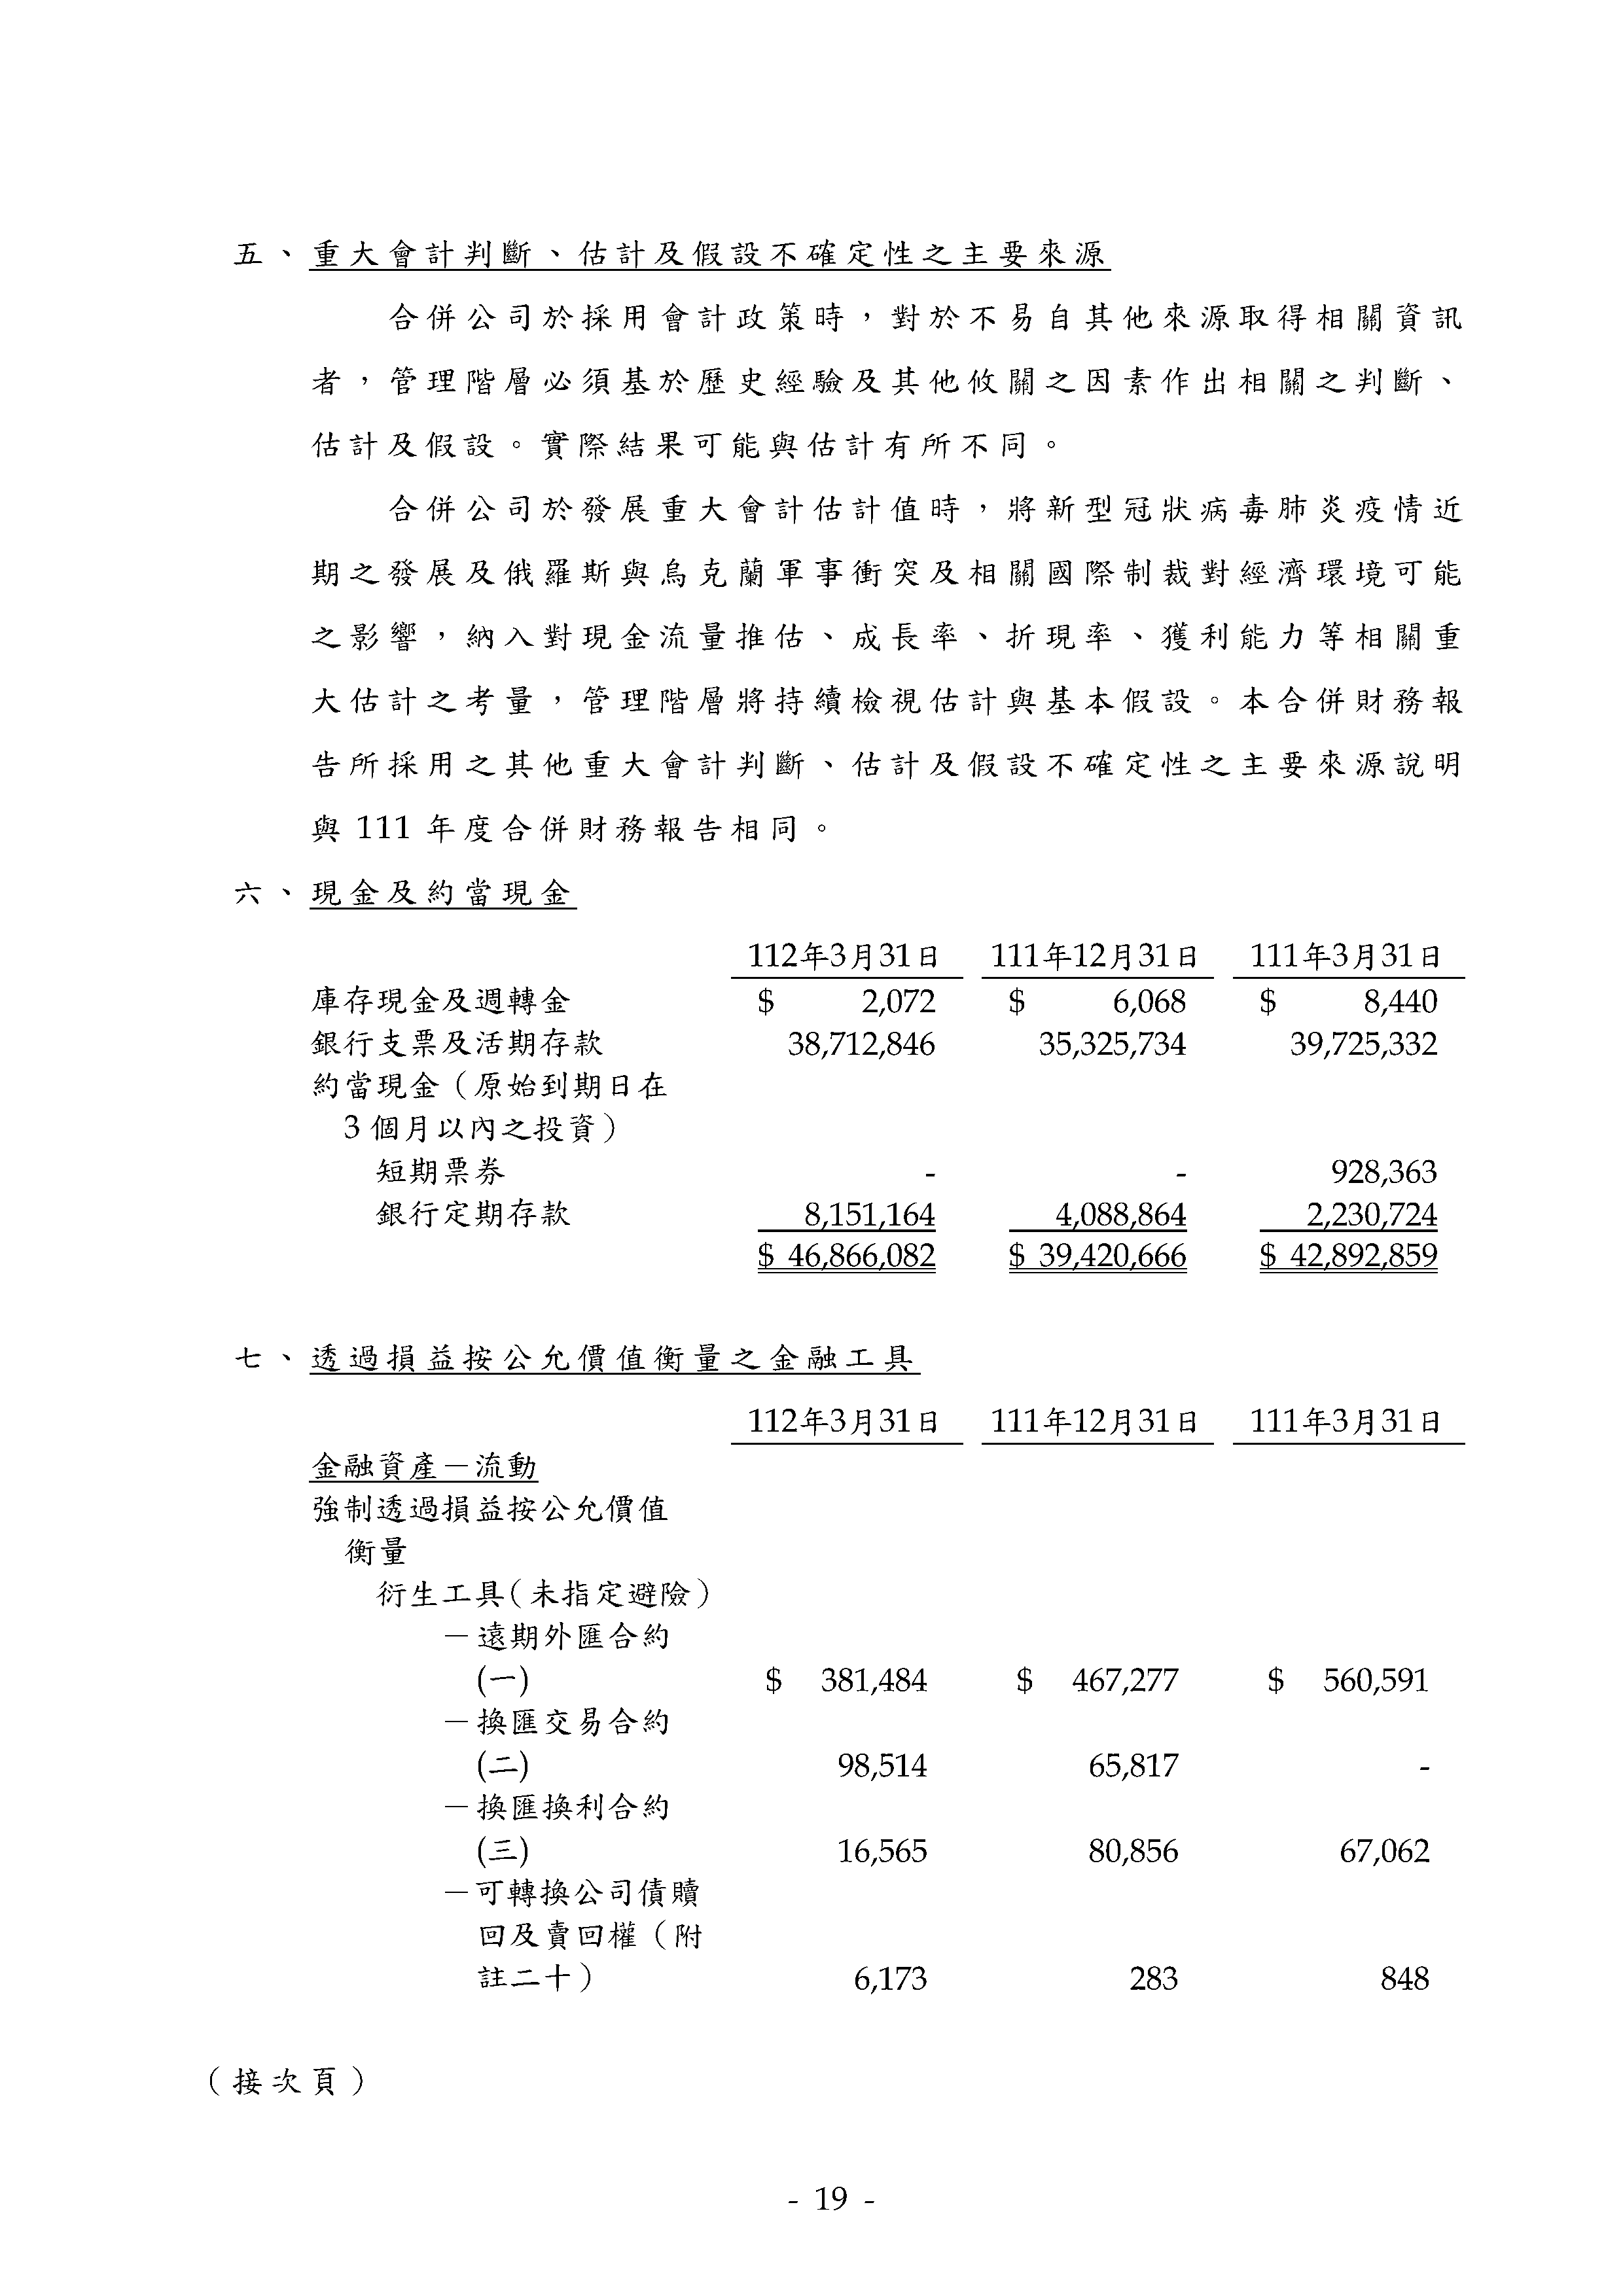 五、重大會計判斷、估計及假設不確定性之主要來源
合併公司於採用會計政策時，對於不易自其他來源取得相關資訊
者，管理階層必須基於歷史經驗及其他攸關之因素作出相關之判斷、
估計及假設。實際結果可能與估計有所不同。
合併公司於發展重大會計估計值時，將新型冠狀病毒肺炎疫情近
期之發展及俄羅斯與烏克蘭軍事衝突及相關國際制裁對經濟環境可能
之影響，納入對現金流量推估、成長率、折現率、獲利能力等相關重
大估計之考量，管理階層將持續檢視估計與基本假設。本合併財務報
告所採用之其他重大會計判斷、估計及假設不確定性之主要來源說明
與 111 年度合併財務報告相同。
六、現金及約當現金
112年3月31日 111年12月31日 111年3月31日
庫存現金及週轉金 $ 2,072 $ 6,068 $ 8,440
銀行支票及活期存款 38,712,846 35,325,734 39,725,332
約當現金（原始到期日在
3 個月以內之投資）
短期票券 - - 928,363
銀行定期存款 8,151,164 4,088,864 2,230,724
$ 46,866,082 $ 39,420,666 $ 42,892,859
七、透過損益按公允價值衡量之金融工具
112年3月31日 111年12月31日 111年3月31日
金融資產－流動
強制透過損益按公允價值
衡量
衍生工具（未指定避險）
－遠期外匯合約
(一) $ 381,484 $ 467,277 $ 560,591
－換匯交易合約
(二) 98,514 65,817 -
－換匯換利合約
(三) 16,565 80,856 67,062
－可轉換公司債贖
回及賣回權（附
註二十） 6,173 283 848
（接次頁）
- 19 -